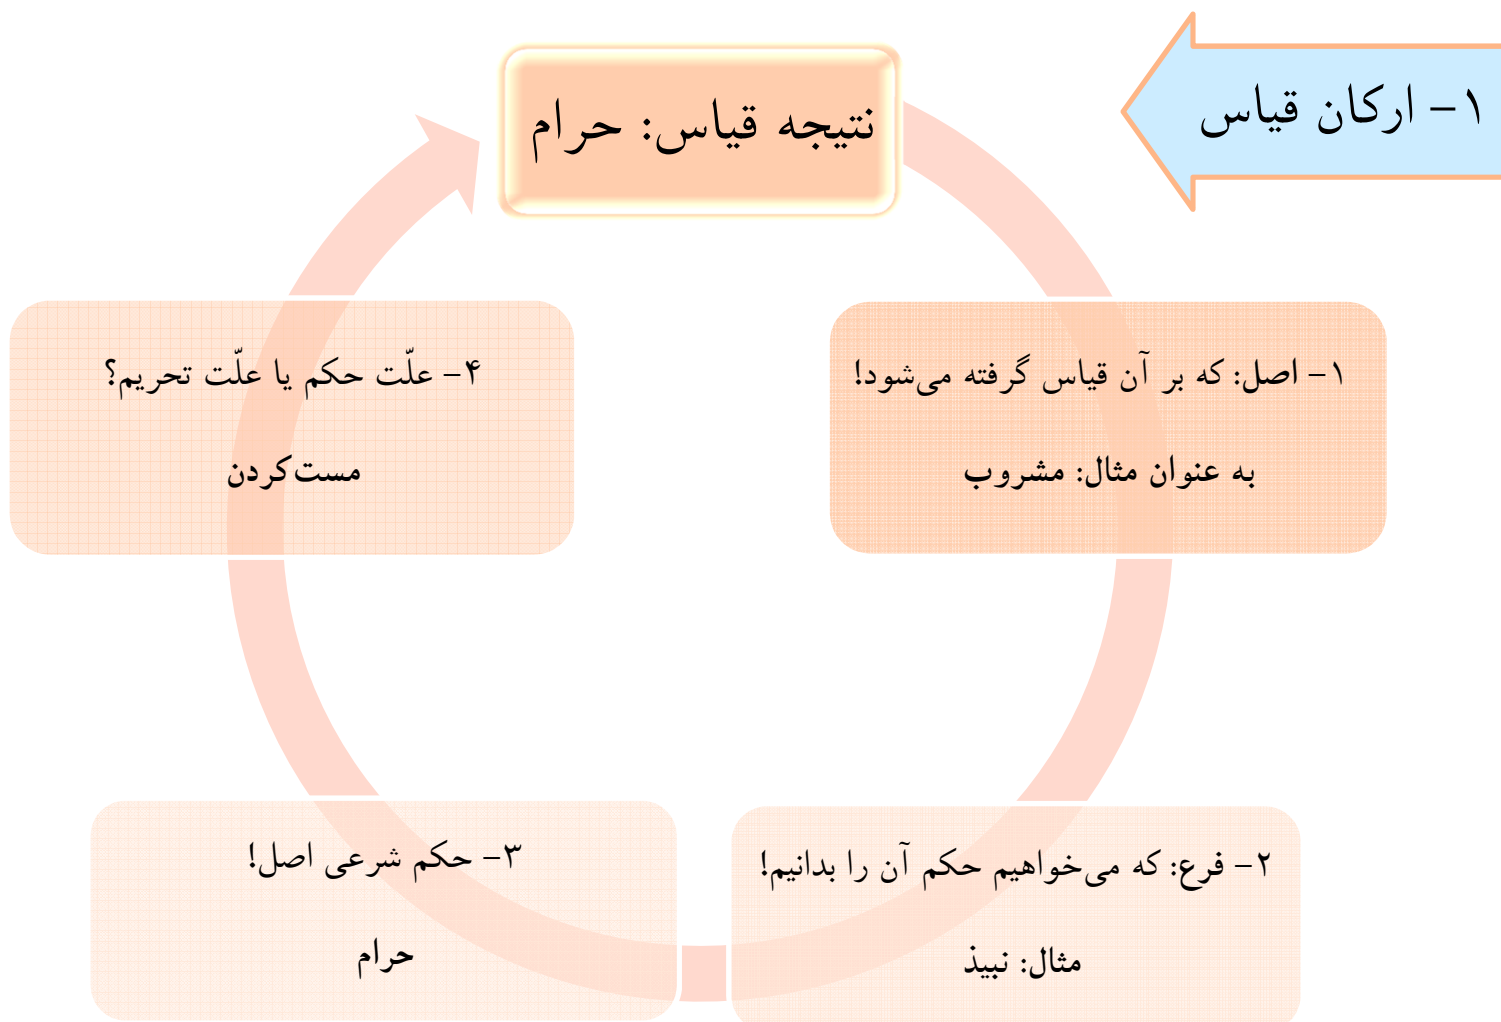 ۱- ارکان قیاس
نتیجه قیاس: حرام
۱- اصل: که بر آن قیاس گرفته می‌شود!
به عنوان مثال: مشروب
۲- فرع: که می‌خواهیم حکم آن را بدانیم!
مثال: نبیذ
۳- حکم شرعی اصل!
حرام
۴- علّت حکم یا علّت تحریم؟
مست‌کردن